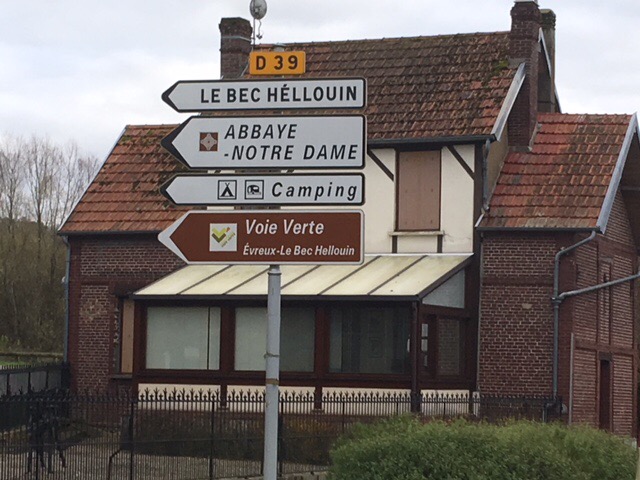 D 39
LE BEC HÉLLOUIN
ABBAYE
-NOTRE DAME
Camping
Voie Verte
Évreux-Le Bec Hellouin